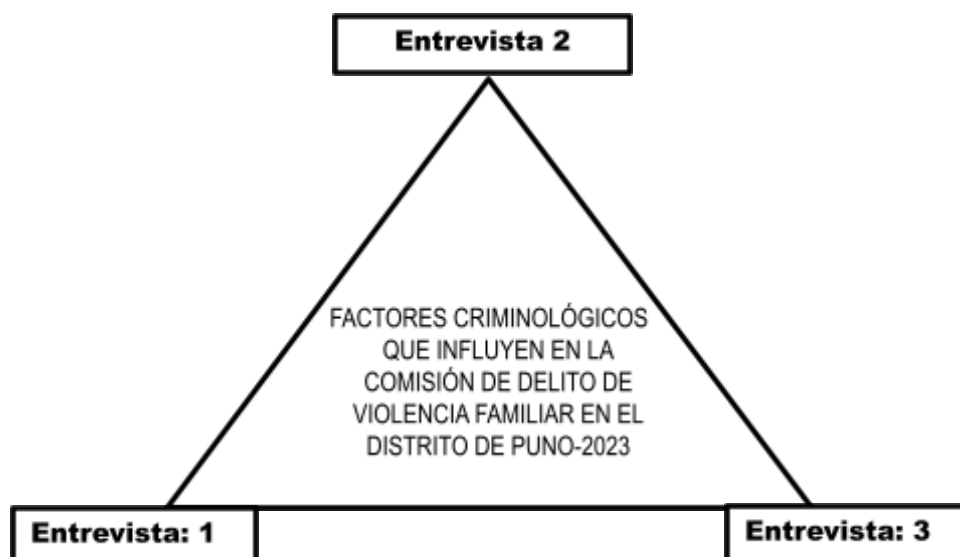 Entrevista 2
FACTORES CRIMINOLÓGICOS
QUE INFLUYEN EN LA
COMISIÓN DE DELITO DE
VIOLENCIA FAMILIAR EN EL
DISTRITO DE PUNO-2023
Entrevista: 1
Entrevista: 3